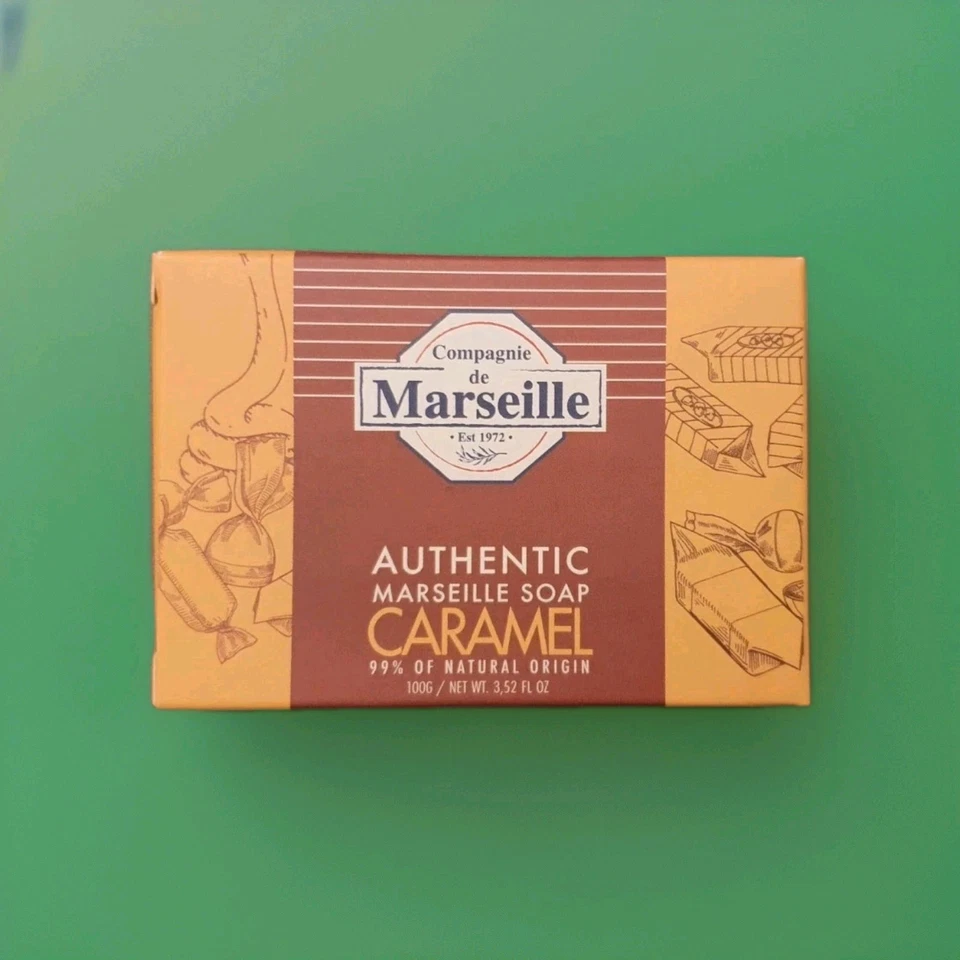 Compagnie
de
Marseille
• Est 1972 •
AUTHENTIC
MARSEILLE SOAP
CARAMEL
99% OF NATURAL ORIGIN
100G / NET WT. 3,52 FL OZ